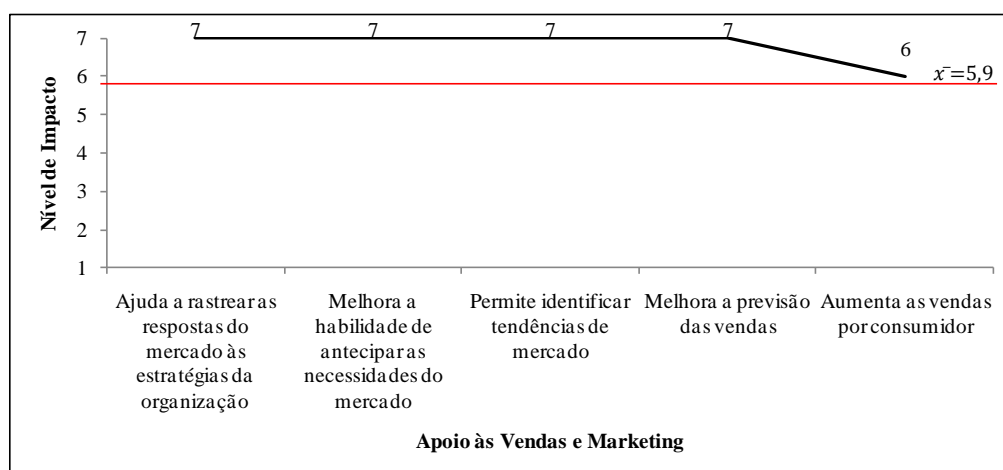 7 7 7 7 6
x̄=5,9
7
6
5
4
3
2
1
Nível de Impacto
Ajuda a rastrear as
respostas do
mercado às
estratégias da
organização
Melhora a
habilidade de
antecipar as
necessidades do
mercado
Permite identificar
tendências de
mercado
Melhora a previsão
das vendas
Aumenta as vendas
por consumidor
Apoio às Vendas e Marketing